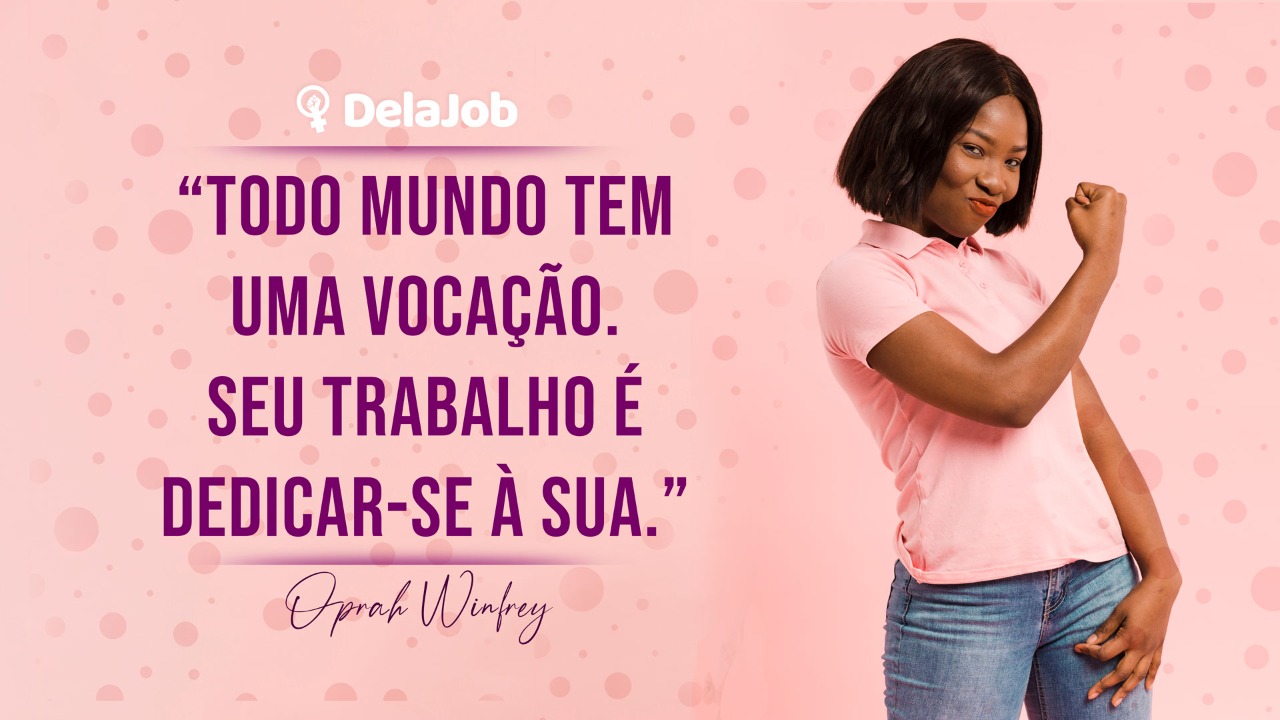 DelaJob
“TODO MUNDO TEM
UMA VOCAÇÃO.
SEU TRABALHO É
DEDICAR-SE À SUA.”
Oprah Winfrey